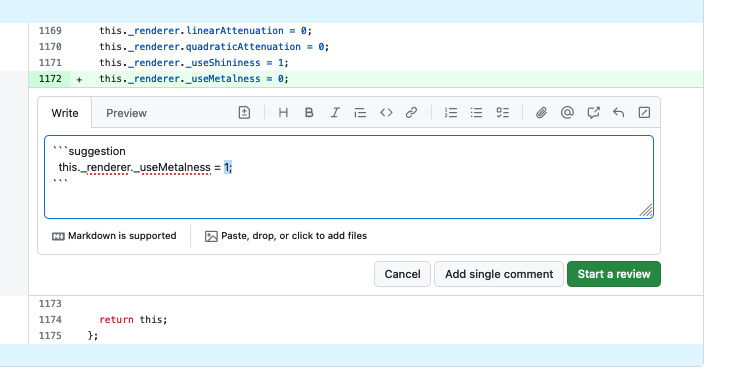 1169 this._renderer.linearAttenuation = 0;
1170 this._renderer.quadraticAttenuation = 0;
1171 this._renderer._useShininess = 1;
1172 + this._renderer._useMetalness = 0;
Write Preview
```suggestion
this._renderer._useMetalness = 1;
```
Markdown is supported Paste, drop, or click to add files
Cancel Add single comment Start a review
1173
1174 return this;
1175 };